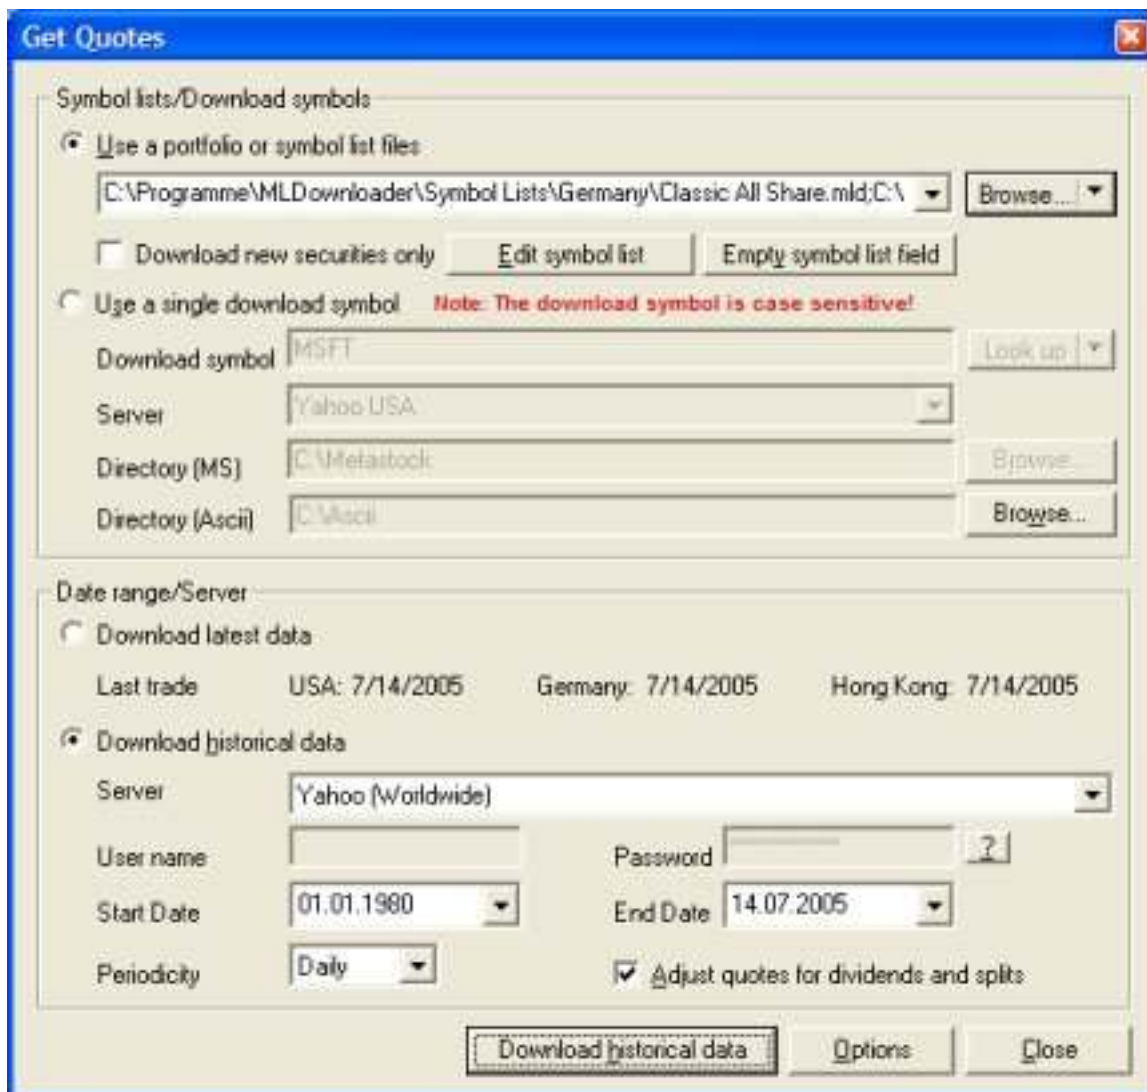 Get Quotes
Symbol lists/Download symbols
Use a portfolio or symbol list files
C:\Programme\MLDownloader\Symbol Lists\Germany\Classic All Share.mld;C:\
Browse...
Download new securities only
Edit symbol list
Empty symbol list field
Use a single download symbol
Note: The download symbol is case sensitive!
Download symbol
MSFT
Look up
Server
Yahoo USA
Directory (MS)
C:\Metastock
Browse...
Directory (Ascii)
C:\Ascii
Browse...
Date range/Server
Download latest data
Last trade
USA: 7/14/2005
Germany: 7/14/2005
Hong Kong: 7/14/2005
Download historical data
Server
Yahoo (Worldwide)
User name
Password
?
Start Date
01.01.1980
End Date
14.07.2005
Periodicity
Daily
Adjust quotes for dividends and splits
Download historical data
Options
Close